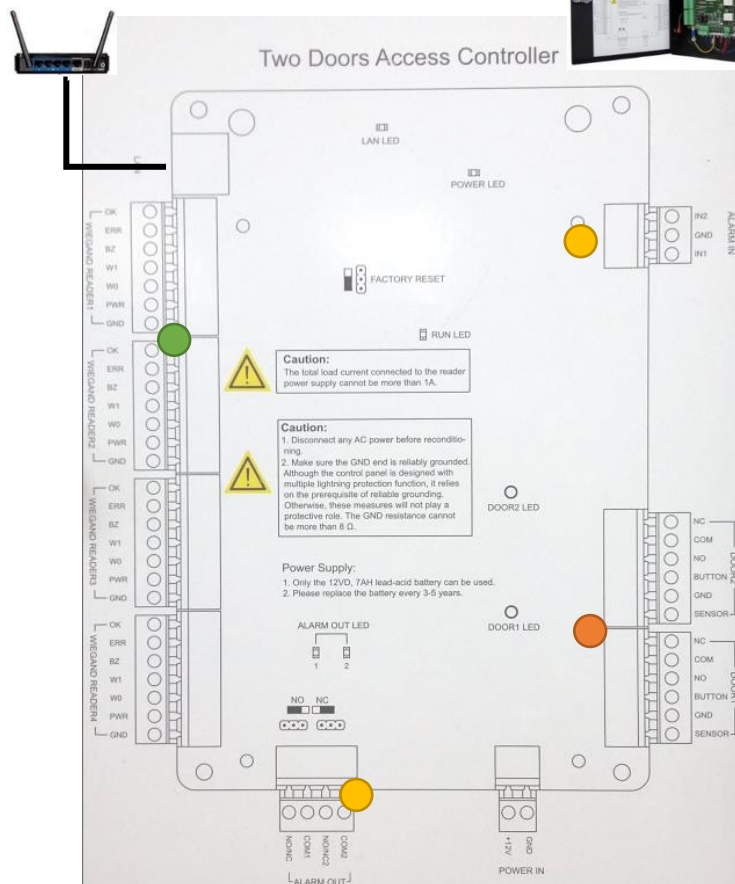 Two Doors Access Controller
LAN LED
POWER LED
LAN
OK
ERR
BZ
W1
W0
PWR
GND
WIEGAND READER1
IN2
GND
IN1
ALARM IN
FACTORY RESET
RUN LED
OK
ERR
BZ
W1
W0
PWR
GND
WIEGAND READER2
Caution:
The total load current connected to the reader
power supply cannot be more than 1A.
Caution:
1. Disconnect any AC power before reconditio-
ning.
2. Make sure the GND end is reliably grounded.
Although the control panel is designed with
multiple lightning protection function, it relies
on the prerequisite of reliable grounding.
Otherwise, these measures will not play a
protective role. The GND resistance cannot
be more than 8 Ω.
OK
ERR
BZ
W1
W0
PWR
GND
WIEGAND READER3
DOOR2 LED
NC
COM
NO
BUTTON
GND
SENSOR
DOOR2
Power Supply:
1. Only the 12VD, 7AH lead-acid battery can be used.
2. Please replace the battery every 3-5 years.
DOOR1 LED
OK
ERR
BZ
W1
W0
PWR
GND
WIEGAND READER4
ALARM OUT LED
1 2
NO NC
NC
COM
NO
BUTTON
GND
SENSOR
DOOR1
NO/NC
COM1
NO/NC2
COM2
ALARM OUT
+12V
GND
POWER IN